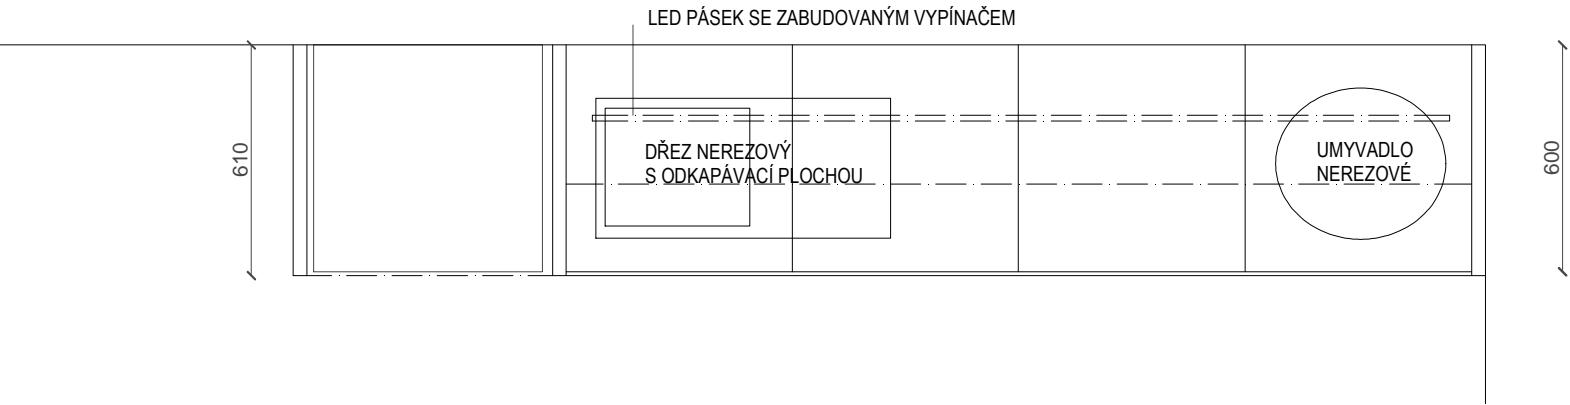 LED PÁSEK SE ZABUDOVANÝM VYPÍNAČEM
610
DŘEZ NEREZOVÝ
S ODKAPÁVACÍ PLOCHOU
UMYVADLO
NEREZOVÉ
600